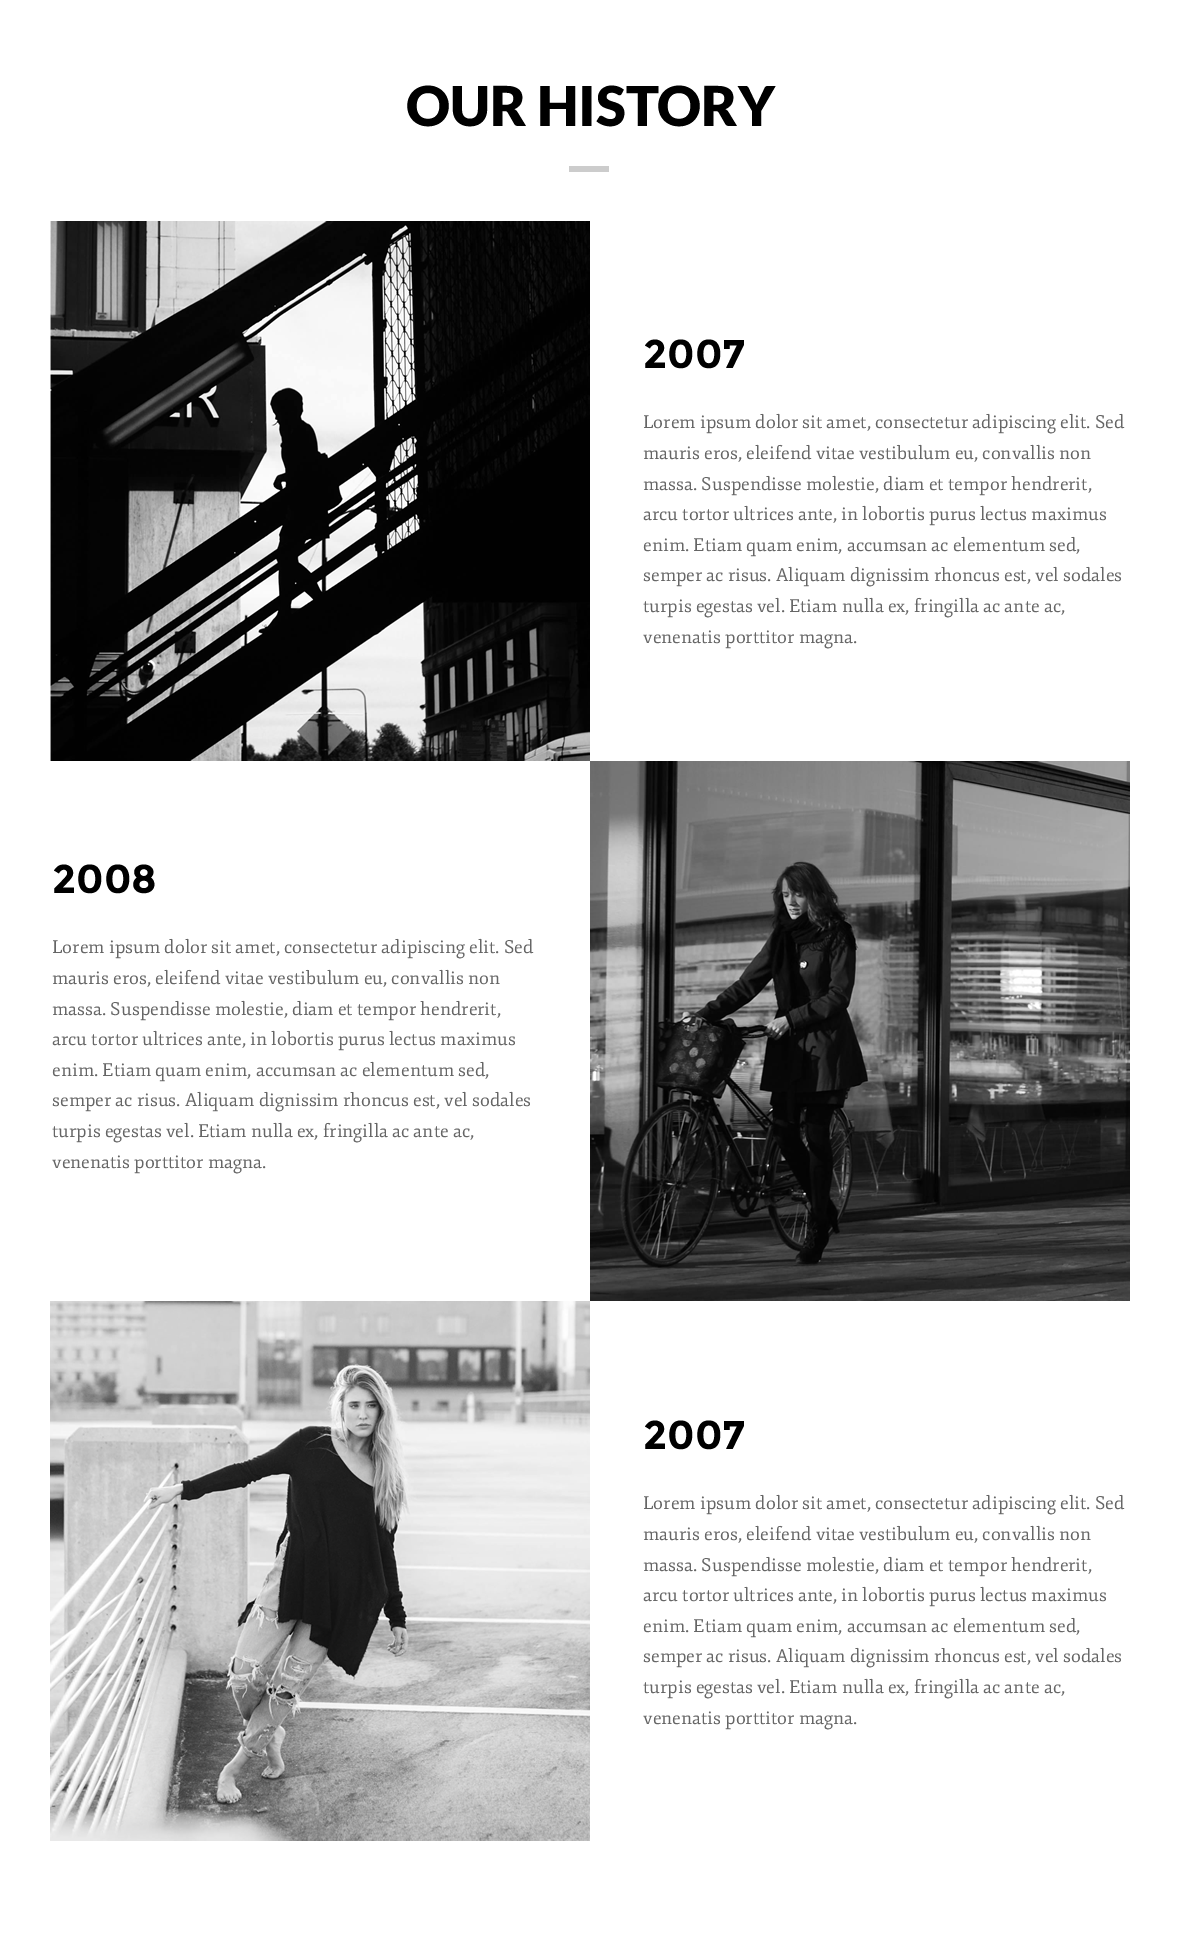 OUR HISTORY
ER
2007
Lorem ipsum dolor sit amet, consectetur adipiscing elit. Sed
mauris eros, eleifend vitae vestibulum eu, convallis non
massa. Suspendisse molestie, diam et tempor hendrerit,
arcu tortor ultrices ante, in lobortis purus lectus maximus
enim. Etiam quam enim, accumsan ac elementum sed,
semper ac risus. Aliquam dignissim rhoncus est, vel sodales
turpis egestas vel. Etiam nulla ex, fringilla ac ante ac,
venenatis porttitor magna.
2008
Lorem ipsum dolor sit amet, consectetur adipiscing elit. Sed
mauris eros, eleifend vitae vestibulum eu, convallis non
massa. Suspendisse molestie, diam et tempor hendrerit,
arcu tortor ultrices ante, in lobortis purus lectus maximus
enim. Etiam quam enim, accumsan ac elementum sed,
semper ac risus. Aliquam dignissim rhoncus est, vel sodales
turpis egestas vel. Etiam nulla ex, fringilla ac ante ac,
venenatis porttitor magna.
2007
Lorem ipsum dolor sit amet, consectetur adipiscing elit. Sed
mauris eros, eleifend vitae vestibulum eu, convallis non
massa. Suspendisse molestie, diam et tempor hendrerit,
arcu tortor ultrices ante, in lobortis purus lectus maximus
enim. Etiam quam enim, accumsan ac elementum sed,
semper ac risus. Aliquam dignissim rhoncus est, vel sodales
turpis egestas vel. Etiam nulla ex, fringilla ac ante ac,
venenatis porttitor magna.